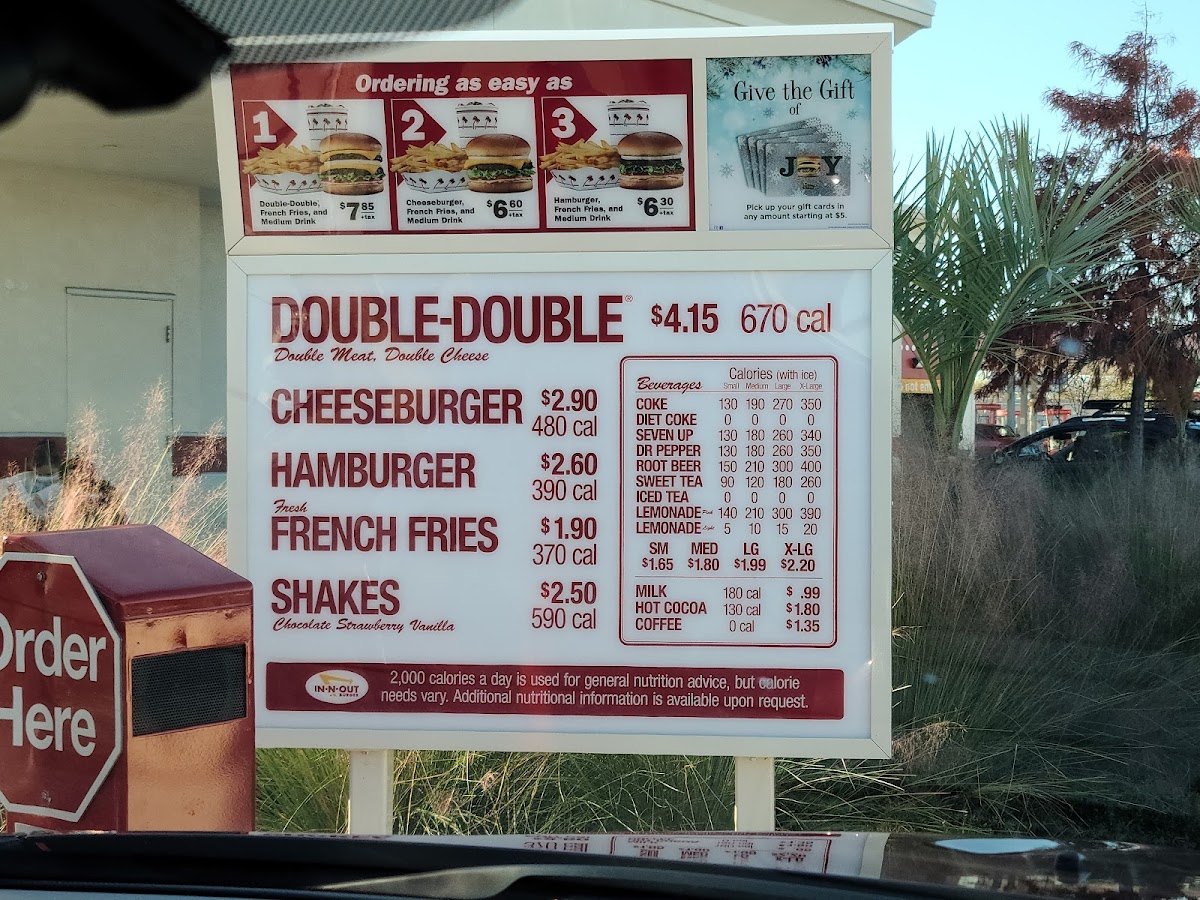 Ordering as easy as
1
Double-Double,
French Fries, and
Medium Drink
$7 85
+tax
2
Cheeseburger,
French Fries, and
Medium Drink
$6 60
+tax
3
Hamburger,
French Fries, and
Medium Drink
$6 30
+tax
Give the Gift
of
JOY
Pick up your gift cards in
any amount starting at $5.
DOUBLE-DOUBLE® $4.15 670 cal
Double Meat, Double Cheese
CHEESEBURGER $2.90
480 cal
HAMBURGER $2.60
390 cal
Fresh
FRENCH FRIES $1.90
370 cal
SHAKES $2.50
Chocolate Strawberry Vanilla 590 cal
Beverages Calories (with ice)
Small Medium Large X-Large
COKE 130 190 270 350
DIET COKE 0 0 0 0
SEVEN UP 130 180 260 340
DR PEPPER 130 180 260 350
ROOT BEER 150 210 300 400
SWEET TEA 90 120 180 260
ICED TEA 0 0 0 0
LEMONADE Pink 140 210 300 390
LEMONADE Light 5 10 15 20
SM MED LG X-LG
$1.65 $1.80 $1.99 $2.20
MILK 180 cal $ .99
HOT COCOA 130 cal $1.80
COFFEE 0 cal $1.35
IN-N-OUT
BURGER
2,000 calories a day is used for general nutrition advice, but calorie
needs vary. Additional nutritional information is available upon request.
Order
Here